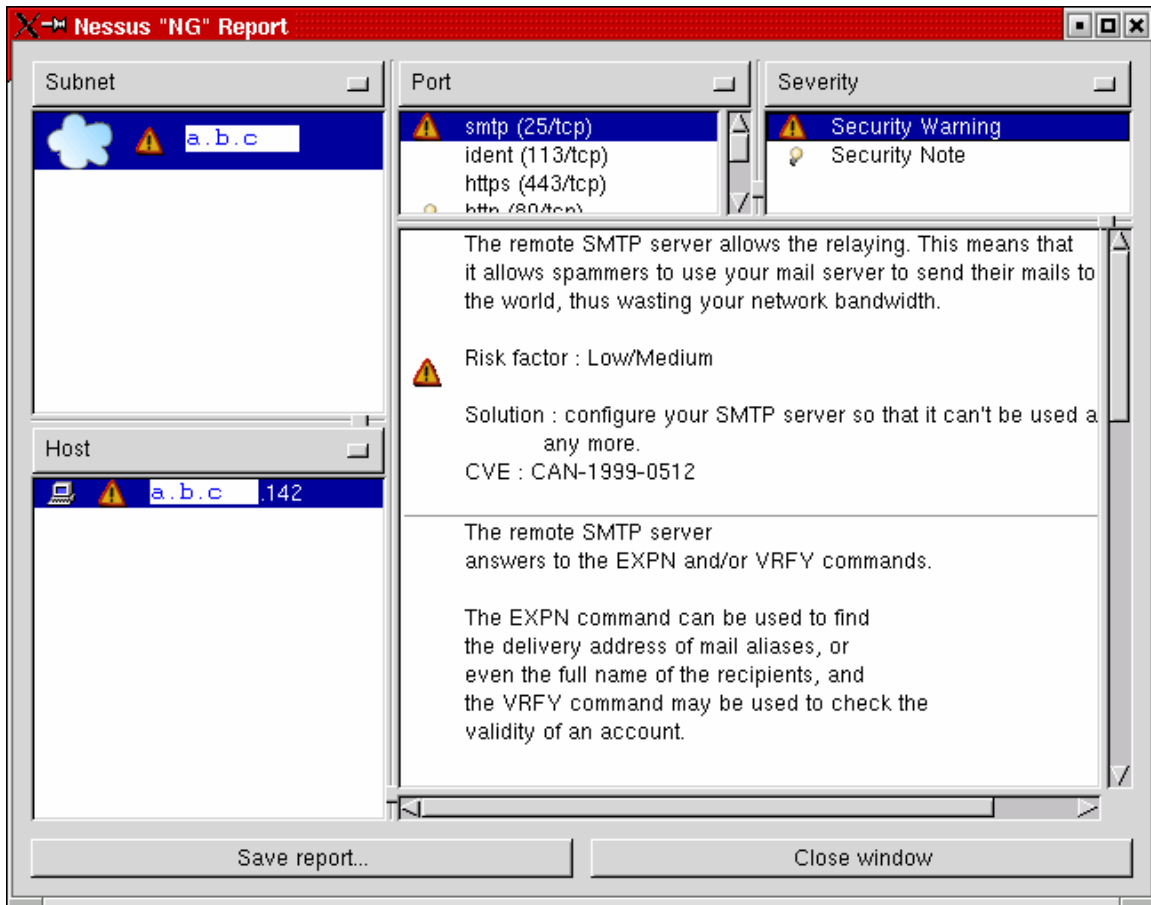 Nessus "NG" Report
Subnet
a.b.c
Port
smtp (25/tcp)
ident (113/tcp)
https (443/tcp)
http (80/tcp)
Severity
Security Warning
Security Note
Host
a.b.c .142
The remote SMTP server allows the relaying. This means that
it allows spammers to use your mail server to send their mails to
the world, thus wasting your network bandwidth.
Risk factor : Low/Medium
Solution : configure your SMTP server so that it can't be used a
any more.
CVE : CAN-1999-0512
The remote SMTP server
answers to the EXPN and/or VRFY commands.
The EXPN command can be used to find
the delivery address of mail aliases, or
even the full name of the recipients, and
the VRFY command may be used to check the
validity of an account.
Save report...
Close window